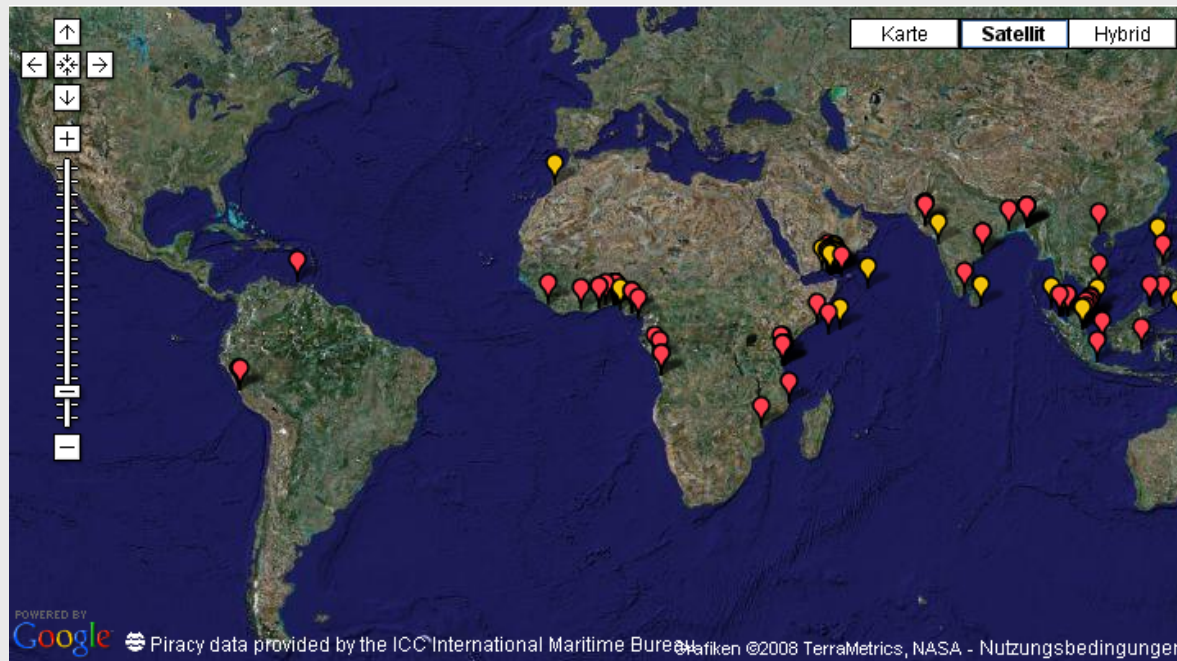 Karte Satellit Hybrid
POWERED BY
Google Piracy data provided by the ICC International Maritime Bureau Grafiken ©2008 TerraMetrics, NASA - Nutzungsbedingungen